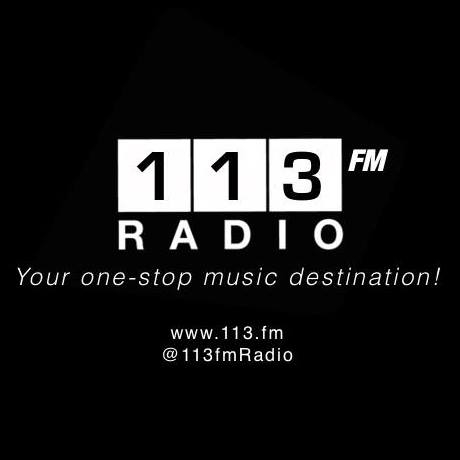 113 FM
RADIO
Your one-stop music destination!
www.113.fm
@113fmRadio